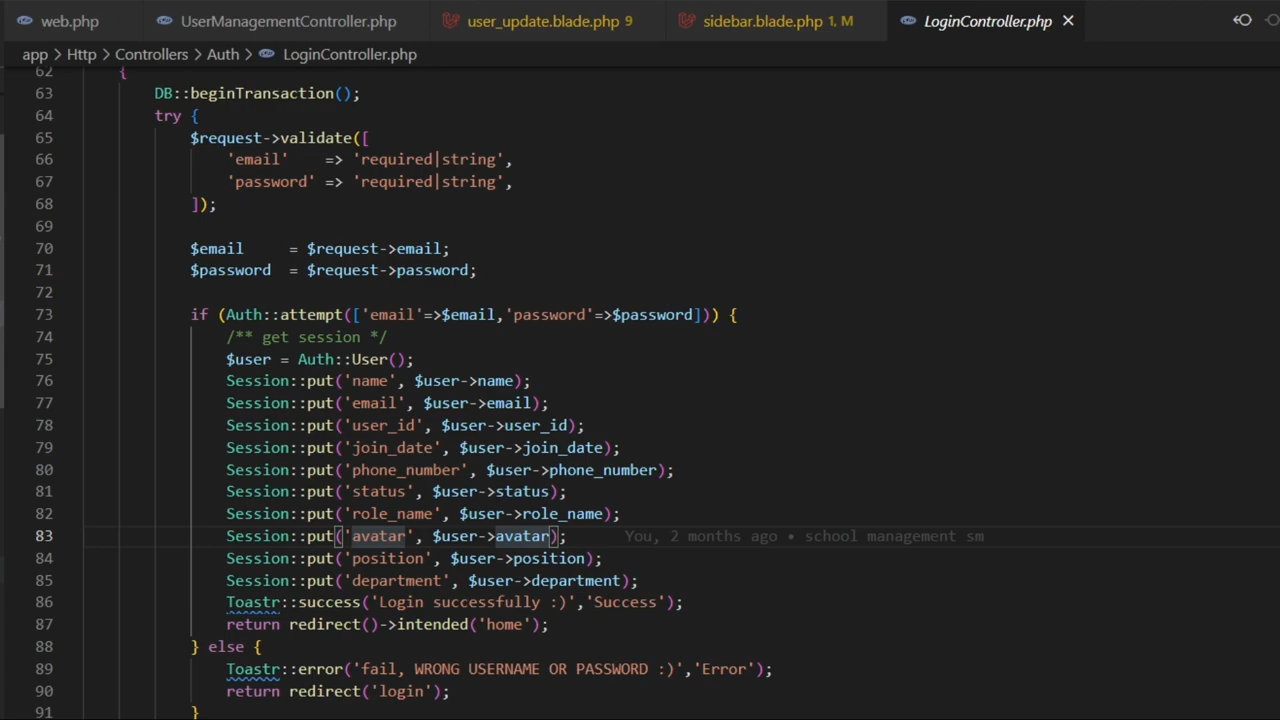 web.php UserManagementController.php user_update.blade.php 9 sidebar.blade.php 1, M LoginController.php ×
app > Http > Controllers > Auth > LoginController.php
62 {
63 DB::beginTransaction();
64 try {
65 $request->validate([
66 'email' => 'required|string',
67 'password' => 'required|string',
68 ]);
69
70 $email = $request->email;
71 $password = $request->password;
72
73 if (Auth::attempt(['email'=>$email,'password'=>$password])) {
74 /** get session */
75 $user = Auth::User();
76 Session::put('name', $user->name);
77 Session::put('email', $user->email);
78 Session::put('user_id', $user->user_id);
79 Session::put('join_date', $user->join_date);
80 Session::put('phone_number', $user->phone_number);
81 Session::put('status', $user->status);
82 Session::put('role_name', $user->role_name);
83 Session::put('avatar', $user->avatar); You, 2 months ago • school management sm
84 Session::put('position', $user->position);
85 Session::put('department', $user->department);
86 Toastr::success('Login successfully :)','Success');
87 return redirect()->intended('home');
88 } else {
89 Toastr::error('fail, WRONG USERNAME OR PASSWORD :)','Error');
90 return redirect('login');
91 }